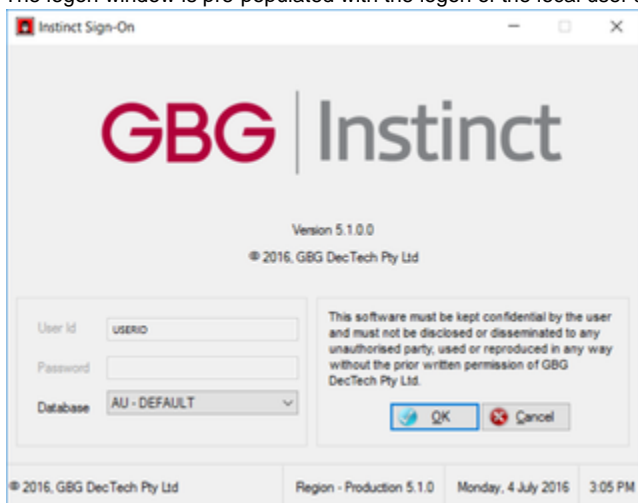 The logon window is pre-populated with the logon of the local user
Instinct Sign-On
GBG Instinct
Version 5.1.0.0
© 2016, GBG DecTech Pty Ltd
User Id USERID
Password
Database AU - DEFAULT
This software must be kept confidential by the user
and must not be disclosed or disseminated to any
unauthorised party, used or reproduced in any way
without the prior written permission of GBG
DecTech Pty Ltd.
OK Cancel
© 2016, GBG DecTech Pty Ltd Region - Production 5.1.0 Monday, 4 July 2016 3:05 PM